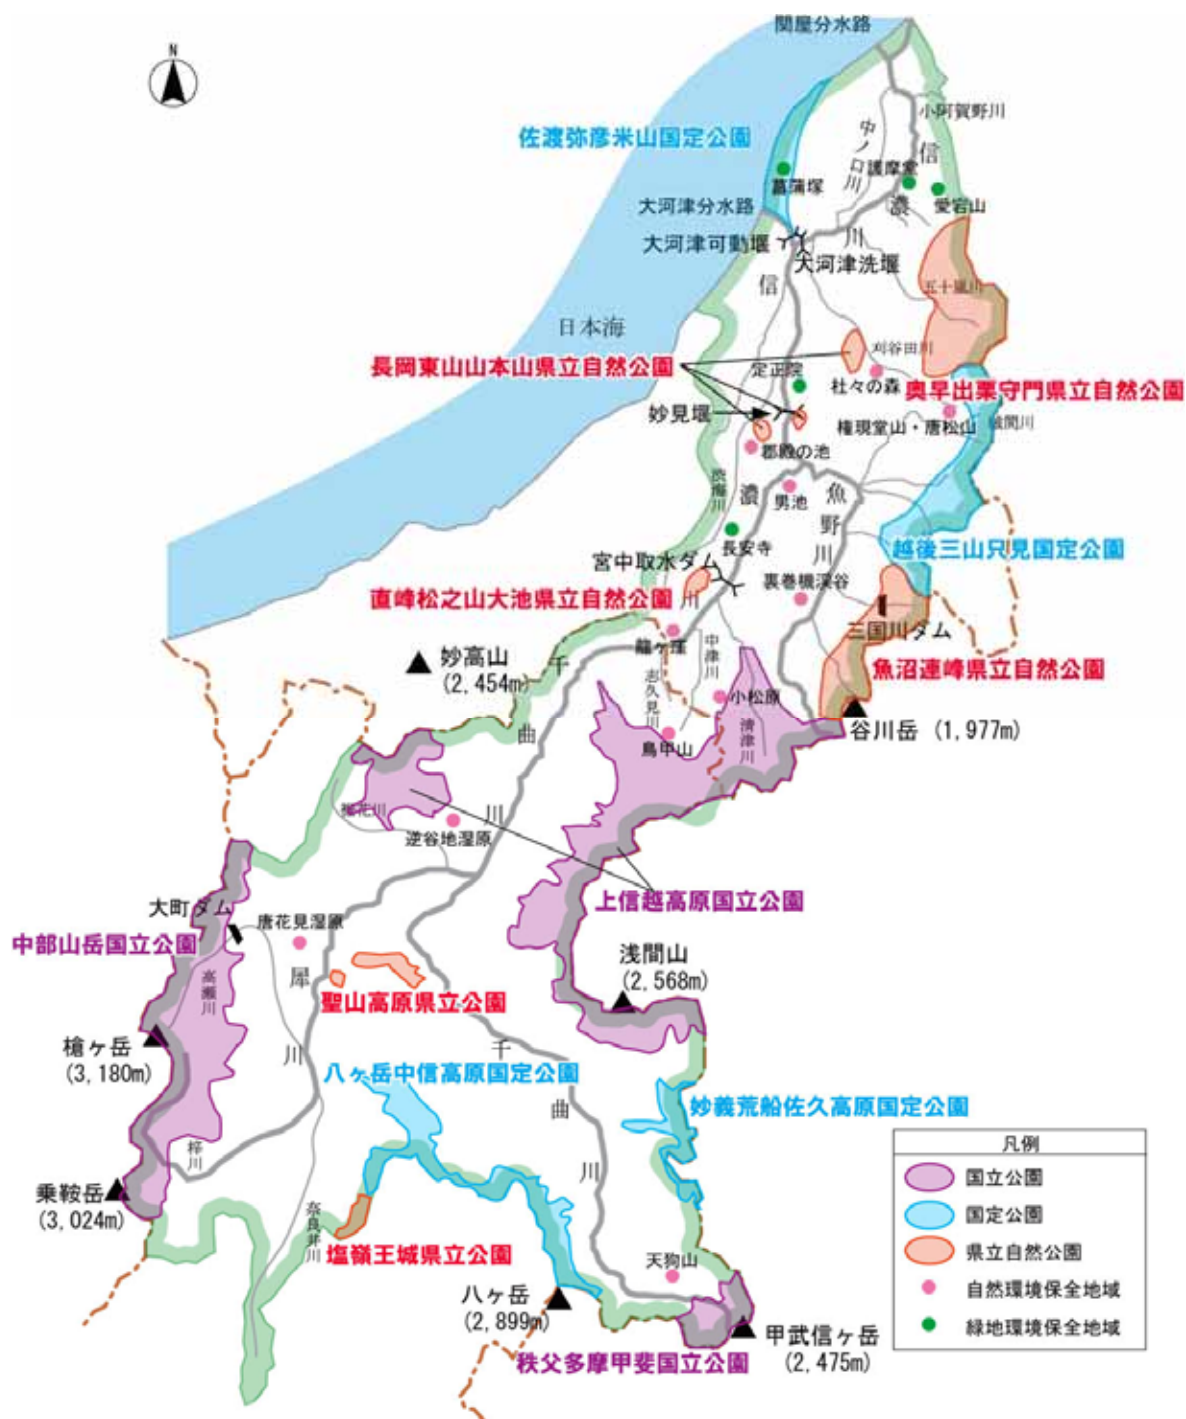 関屋分水路
N
小阿賀野川
佐渡弥彦米山国定公園
中ノ口川
信
護摩堂
菖蒲塚
濃
愛宕山
大河津分水路
川
大河津可動堰
大河津洗堰
信
五十嵐川
日本海
刈谷田川
長岡東山山本山県立自然公園
定正院
杜々の森
奥早出粟守門県立自然公園
妙見堰
権現堂山・唐松山
破間川
郡殿の池
渋海川
濃
男池
魚野川
長安寺
越後三山只見国定公園
宮中取水ダム
裏巻機渓谷
直峰松之山大池県立自然公園
川
三国川ダム
龍ヶ窪
中津川
妙高山
(2,454m)
千
志久見川
魚沼連峰県立自然公園
小松原
曲
清津川
谷川岳 (1,977m)
鳥甲山
裾花川
川
逆谷地湿原
上信越高原国立公園
大町ダム
唐花見湿原
中部山岳国立公園
浅間山
(2,568m)
高瀬川
犀
聖山高原県立公園
槍ヶ岳
(3,180m)
川
千
八ヶ岳中信高原国定公園
曲
妙義荒船佐久高原国定公園
梓川
川
凡例
国立公園
国定公園
県立自然公園
自然環境保全地域
緑地環境保全地域
乗鞍岳
(3,024m)
奈良井川
塩嶺王城県立公園
天狗山
八ヶ岳
(2,899m)
甲武信ヶ岳
(2,475m)
秩父多摩甲斐国立公園